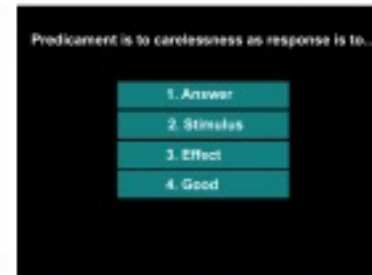 Predicament is to carelessness as response is to...
1. Answer
2. Stimulus
3. Effect
4. Good